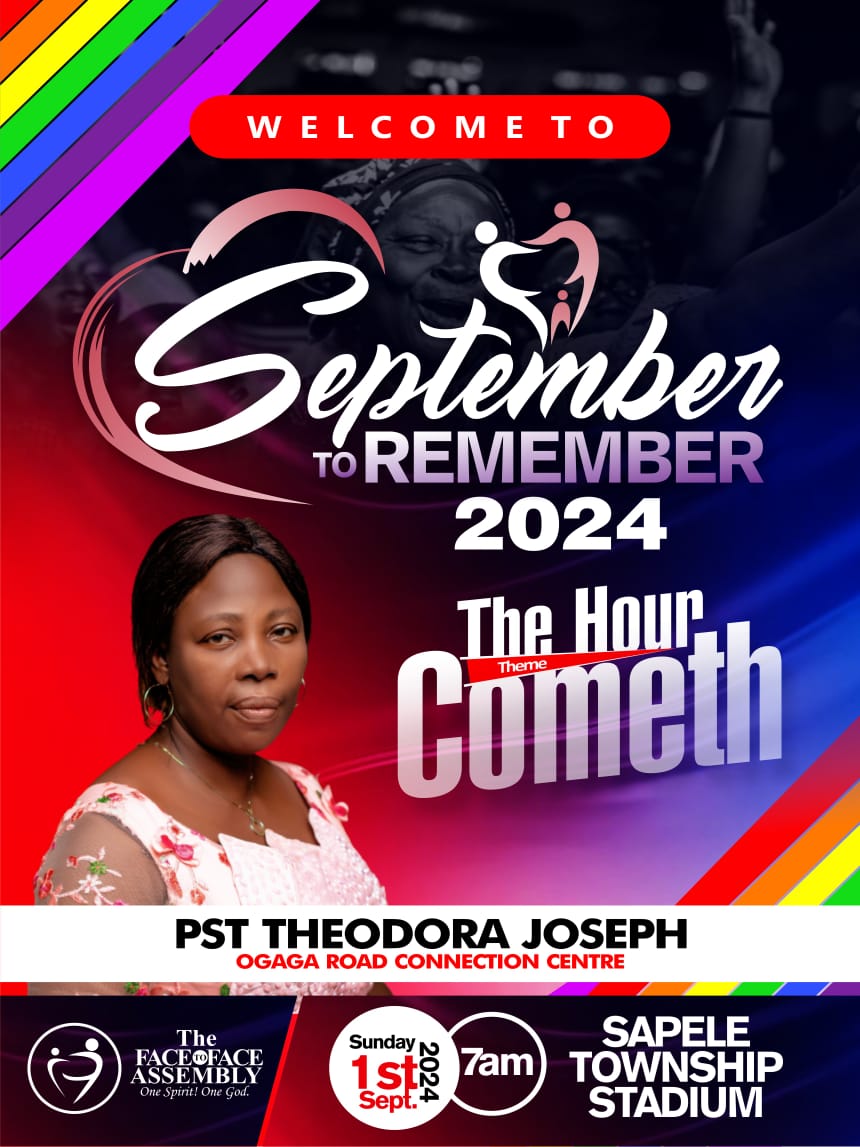 WELCOME TO
September
TO REMEMBER
2024
The Hour
Theme
Cometh
PST THEODORA JOSEPH
OGAGA ROAD CONNECTION CENTRE
The
FACE TO FACE
ASSEMBLY
One Spirit! One God.
Sunday
1st
Sept.
2024
7am
SAPELE
TOWNSHIP
STADIUM